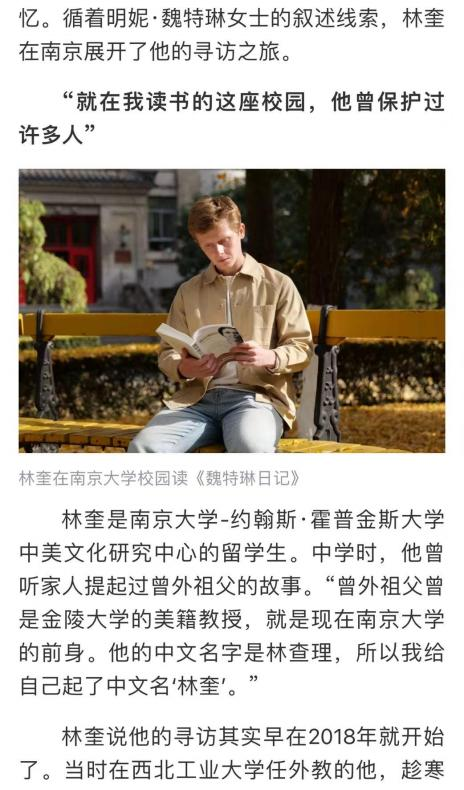 忆。循着明妮·魏特琳女士的叙述线索，林奎
在南京展开了他的寻访之旅。
“就在我读书的这座校园，他曾保护过
许多人”
林奎在南京大学校园读《魏特琳日记》
林奎是南京大学-约翰斯·霍普金斯大学
中美文化研究中心的留学生。中学时，他曾
听家人提起过曾外祖父的故事。“曾外祖父曾
是金陵大学的美籍教授，就是现在南京大学
的前身。他的中文名字是林查理，所以我给
自己起了中文名‘林奎’。”
林奎说他的寻访其实早在2018年就开始
了。当时在西北工业大学任外教的他，趁寒